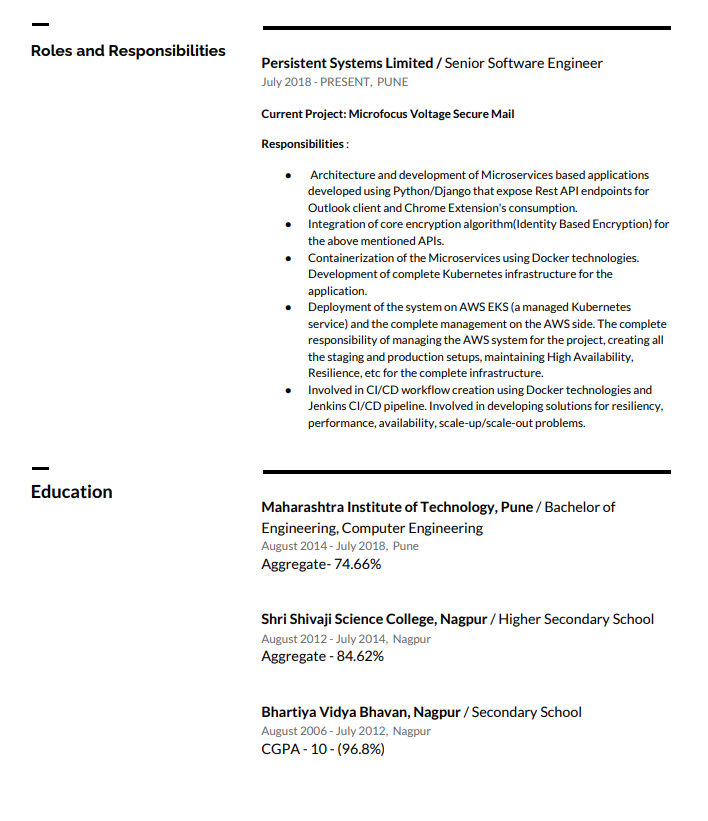 Roles and Responsibilities
Persistent Systems Limited / Senior Software Engineer
July 2018 - PRESENT, PUNE
Current Project: Microfocus Voltage Secure Mail
Responsibilities :
● Architecture and development of Microservices based applications
developed using Python/Django that expose Rest API endpoints for
Outlook client and Chrome Extension's consumption.
● Integration of core encryption algorithm(Identity Based Encryption) for
the above mentioned APIs.
● Containerization of the Microservices using Docker technologies.
Development of complete Kubernetes infrastructure for the
application.
● Deployment of the system on AWS EKS (a managed Kubernetes
service) and the complete management on the AWS side. The complete
responsibility of managing the AWS system for the project, creating all
the staging and production setups, maintaining High Availability,
Resilience, etc for the complete infrastructure.
● Involved in CI/CD workflow creation using Docker technologies and
Jenkins CI/CD pipeline. Involved in developing solutions for resiliency,
performance, availability, scale-up/scale-out problems.
Education
Maharashtra Institute of Technology, Pune / Bachelor of
Engineering, Computer Engineering
August 2014 - July 2018, Pune
Aggregate- 74.66%
Shri Shivaji Science College, Nagpur / Higher Secondary School
August 2012 - July 2014, Nagpur
Aggregate - 84.62%
Bhartiya Vidya Bhavan, Nagpur / Secondary School
August 2006 - July 2012, Nagpur
CGPA - 10 - (96.8%)